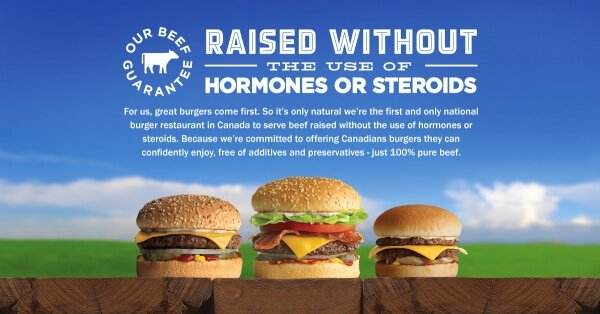 OUR BEEF
GUARANTEE
RAISED WITHOUT
THE USE OF
HORMONES OR STEROIDS
For us, great burgers come first. So it's only natural we're the first and only national
burger restaurant in Canada to serve beef raised without the use of hormones or
steroids. Because we're committed to offering Canadians burgers they can
confidently enjoy, free of additives and preservatives - just 100% pure beef.